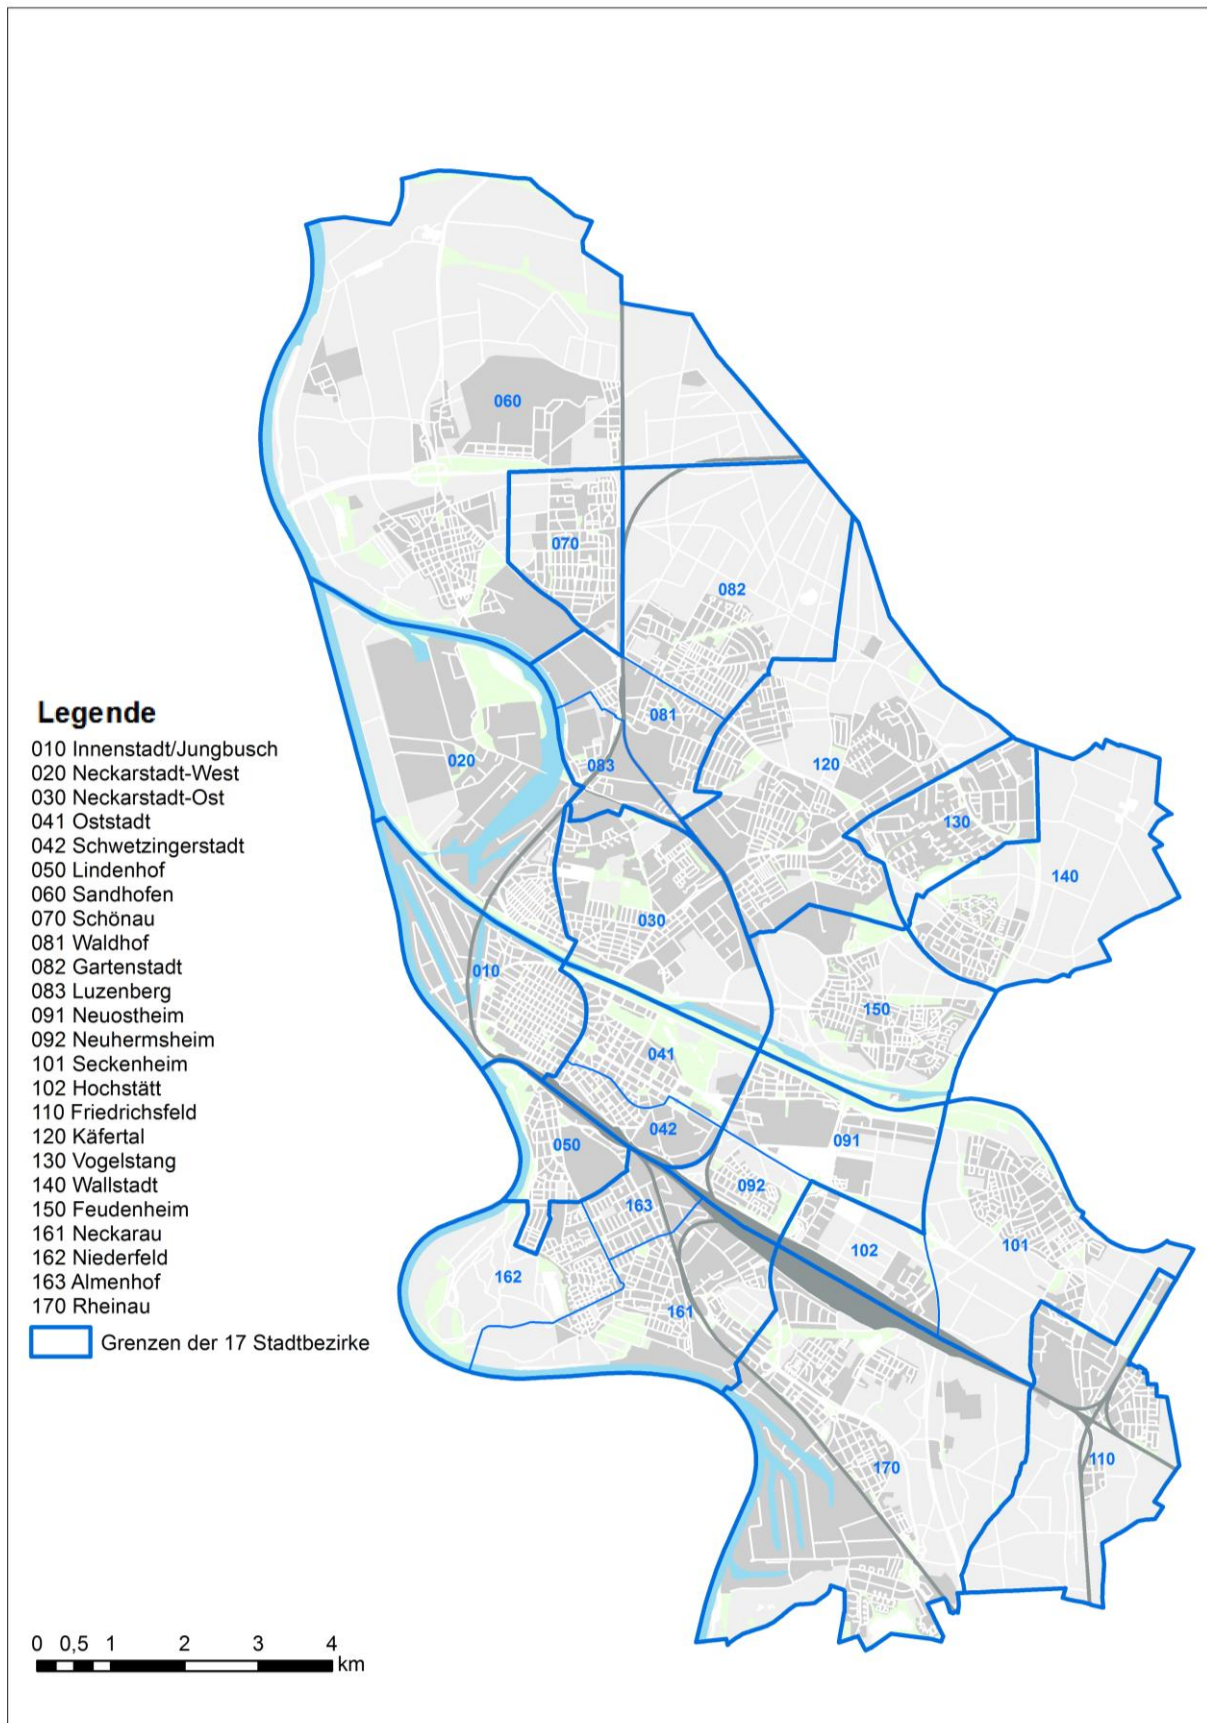 060
070
082
081
083
020
120
130
140
030
010
150
041
042
091
050
092
163
102
101
162
161
170
110
Legende
010 Innenstadt/Jungbusch
020 Neckarstadt-West
030 Neckarstadt-Ost
041 Oststadt
042 Schwetzingerstadt
050 Lindenhof
060 Sandhofen
070 Schönau
081 Waldhof
082 Gartenstadt
083 Luzenberg
091 Neuostheim
092 Neuhermsheim
101 Seckenheim
102 Hochstätt
110 Friedrichsfeld
120 Käfertal
130 Vogelstang
140 Wallstadt
150 Feudenheim
161 Neckarau
162 Niederfeld
163 Almenhof
170 Rheinau
Grenzen der 17 Stadtbezirke
0 0,5 1 2 3 4
km